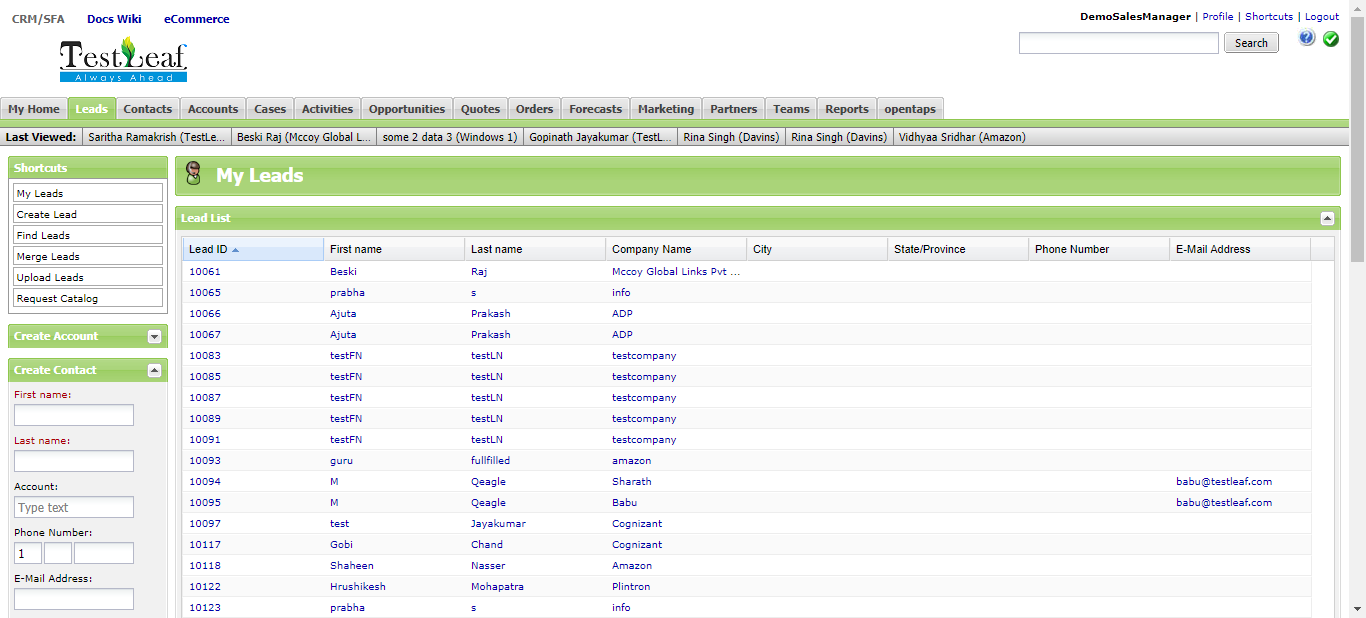 CRM/SFA Docs Wiki eCommerce
DemoSalesManager | Profile | Shortcuts | Logout
TestLeaf
Always Ahead
Search
?
My Home Leads Contacts Accounts Cases Activities Opportunities Quotes Orders Forecasts Marketing Partners Teams Reports opentaps
Last Viewed: Saritha Ramakrish (TestLe... Beski Raj (Mccoy Global L... some 2 data 3 (Windows 1) Gopinath Jayakumar (TestL... Rina Singh (Davins) Rina Singh (Davins) Vidhyaa Sridhar (Amazon)
Shortcuts
My Leads
Create Lead
Find Leads
Merge Leads
Upload Leads
Request Catalog
Create Account
Create Contact
First name:
Last name:
Account:
Type text
Phone Number:
1
E-Mail Address:
My Leads
Lead List
Lead ID First name Last name Company Name City State/Province Phone Number E-Mail Address
10061 Beski Raj Mccoy Global Links Pvt ...
10065 prabha s info
10066 Ajuta Prakash ADP
10067 Ajuta Prakash ADP
10083 testFN testLN testcompany
10085 testFN testLN testcompany
10087 testFN testLN testcompany
10089 testFN testLN testcompany
10091 testFN testLN testcompany
10093 guru fullfilled amazon
10094 M Qeagle Sharath babu@testleaf.com
10095 M Qeagle Babu babu@testleaf.com
10097 test Jayakumar Cognizant
10117 Gobi Chand Cognizant
10118 Shaheen Nasser Amazon
10122 Hrushikesh Mohapatra Plintron
10123 prabha s info